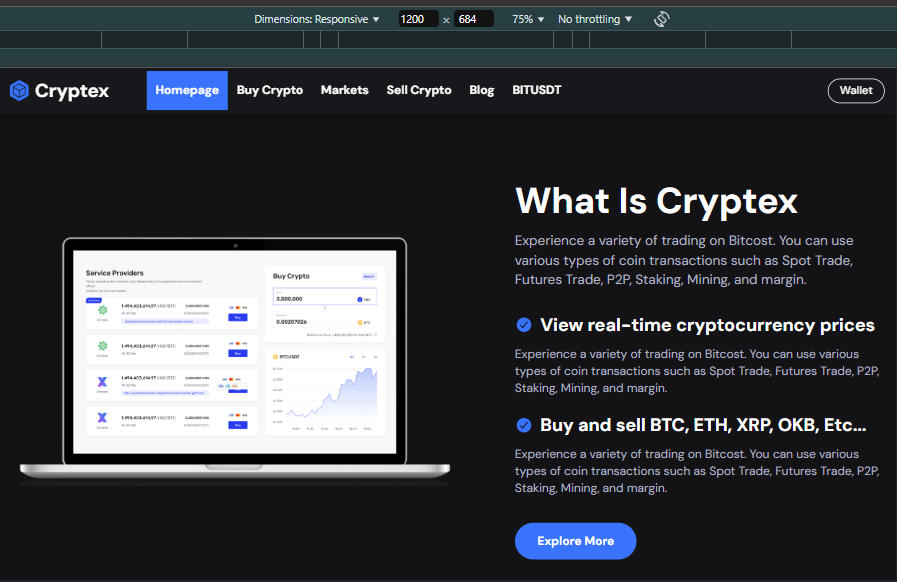 Dimensions: Responsive ▼ 1200 × 684 75% ▼ No throttling ▼
Cryptex Homepage Buy Crypto Markets Sell Crypto Blog BITUSDT Wallet
What Is Cryptex
Experience a variety of trading on Bitcost. You can use
various types of coin transactions such as Spot Trade,
Futures Trade, P2P, Staking, Mining, and margin.
View real-time cryptocurrency prices
Experience a variety of trading on Bitcost. You can use various
types of coin transactions such as Spot Trade, Futures Trade, P2P,
Staking, Mining, and margin.
Buy and sell BTC, ETH, XRP, OKB, Etc...
Experience a variety of trading on Bitcost. You can use various
types of coin transactions such as Spot Trade, Futures Trade, P2P,
Staking, Mining, and margin.
Explore More
Service Providers
1.494.403.614,97 VND/BTC
Buy
1.494.403.614,97 VND/BTC
Buy
1.494.403.614,97 VND/BTC
1.494.403.614,97 VND/BTC
Buy
Buy Crypto
3.000.000 VND
0.00207026 BTC
BTCUSDT